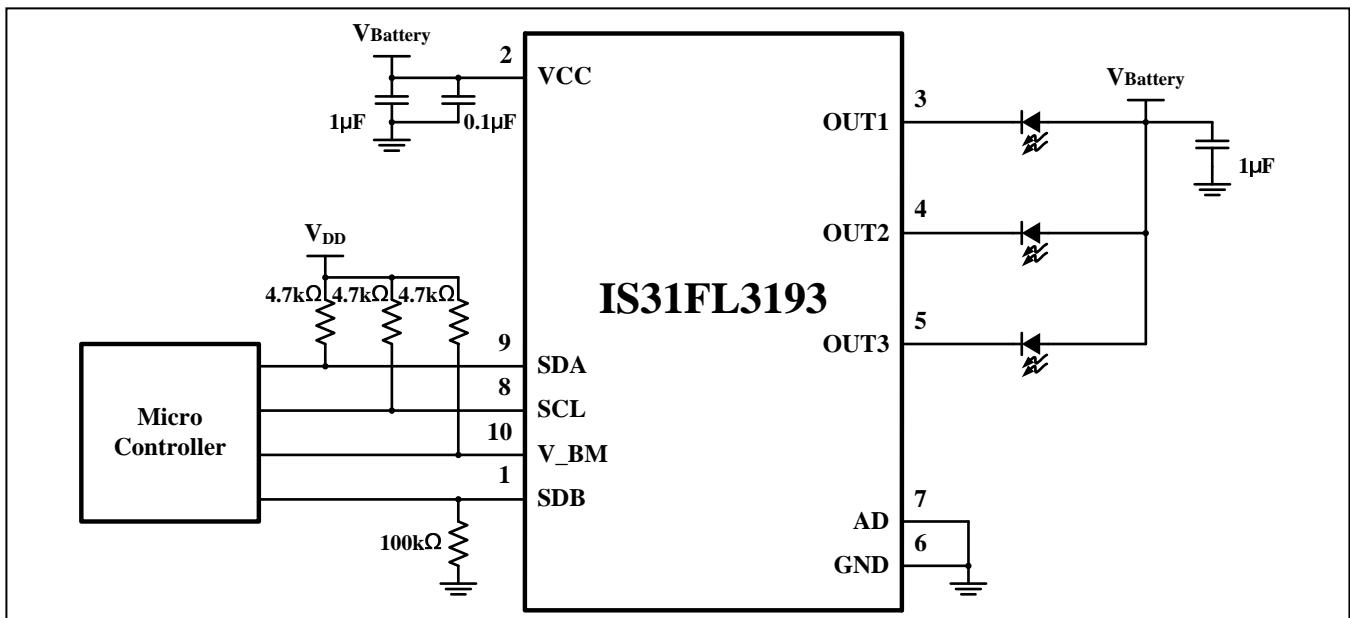 VBattery
2
VCC
1µF
0.1µF
VDD
4.7kΩ 4.7kΩ 4.7kΩ
Micro
Controller
9
SDA
8
SCL
10
V_BM
1
SDB
100kΩ
IS31FL3193
VBattery
3
OUT1
1µF
4
OUT2
5
OUT3
7
AD
6
GND